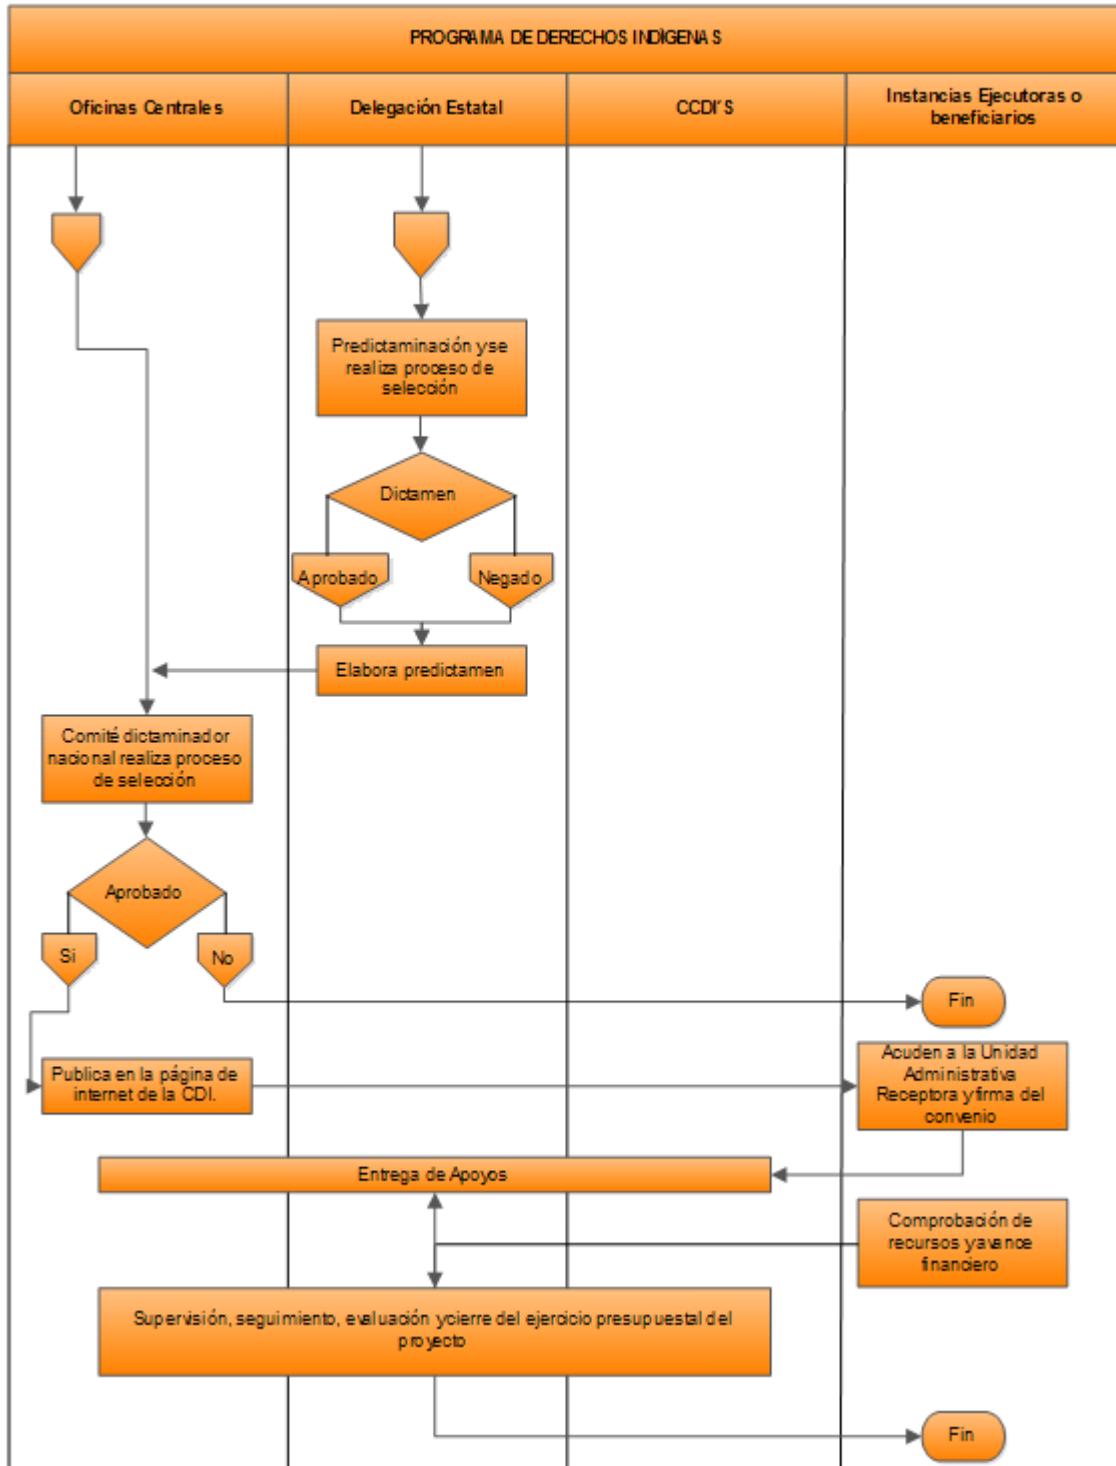 PROGRAMA DE DERECHOS INDÌGENAS
Oficinas Centrales
Delegación Estatal
CCDI'S
Instancias Ejecutoras o
beneficiarios
Predictaminación y se
realiza proceso de
selección
Dictamen
Aprobado
Negado
Elabora predictamen
Comité dictaminador
nacional realiza proceso
de selección
Aprobado
Si
No
Fin
Publica en la página de
internet de la CDI.
Acuden a la Unidad
Administrativa
Receptora y firma del
convenio
Entrega de Apoyos
Comprobación de
recursos y avance
financiero
Supervisión, seguimiento, evaluación y cierre del ejercicio presupuestal del
proyecto
Fin